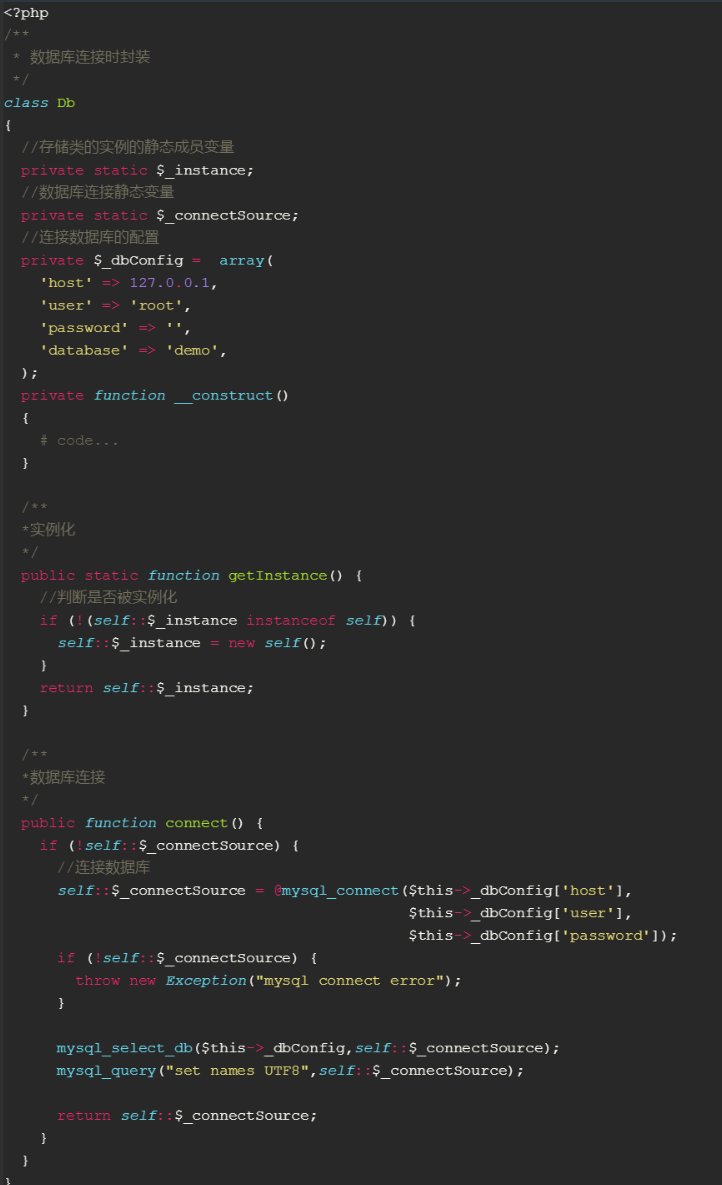 <?php
/**
 * 数据库连接时封装
 */
class Db
{
  //存储类的实例的静态成员变量
  private static $_instance;
  //数据库连接静态变量
  private static $_connectSource;
  //连接数据库的配置
  private $_dbConfig =  array(
    'host' => 127.0.0.1,
    'user' => 'root',
    'password' => '',
    'database' => 'demo',
  );
  private function __construct()
  {
    # code...
  }

  /**
  *实例化
  */
  public static function getInstance() {
    //判断是否被实例化
    if (!(self::$_instance instanceof self)) {
      self::$_instance = new self();
    }
    return self::$_instance;
  }

  /**
  *数据库连接
  */
  public function connect() {
    if (!self::$_connectSource) {
      //连接数据库
      self::$_connectSource = @mysql_connect($this->_dbConfig['host'],
                                             $this->_dbConfig['user'],
                                             $this->_dbConfig['password']);
      if (!self::$_connectSource) {
        throw new Exception("mysql connect error");
      }

      mysql_select_db($this->_dbConfig,self::$_connectSource);
      mysql_query("set names UTF8",self::$_connectSource);

      return self::$_connectSource;
    }
  }
}